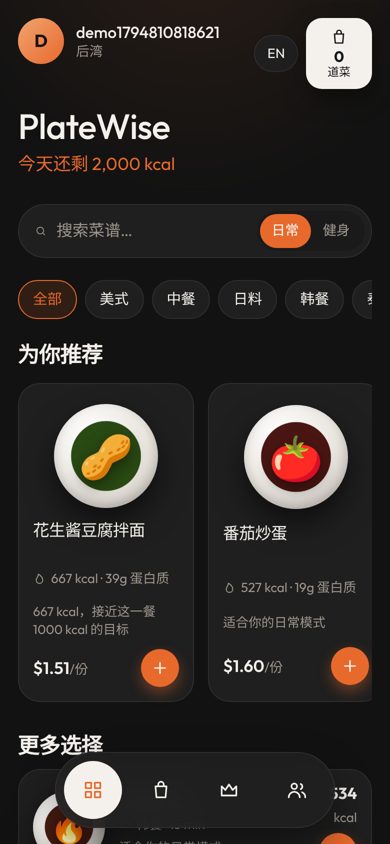 D
demo1794810818621
后湾
EN
0
道菜
PlateWise
今天还剩 2,000 kcal
搜索菜谱...
日常
健身
全部
美式
中餐
日料
韩餐
为你推荐
花生酱豆腐拌面
667 kcal · 39g 蛋白质
667 kcal，接近这一餐
1000 kcal 的目标
$1.51/份
番茄炒蛋
527 kcal · 19g 蛋白质
适合你的日常模式
$1.60/份
更多选择
kcal